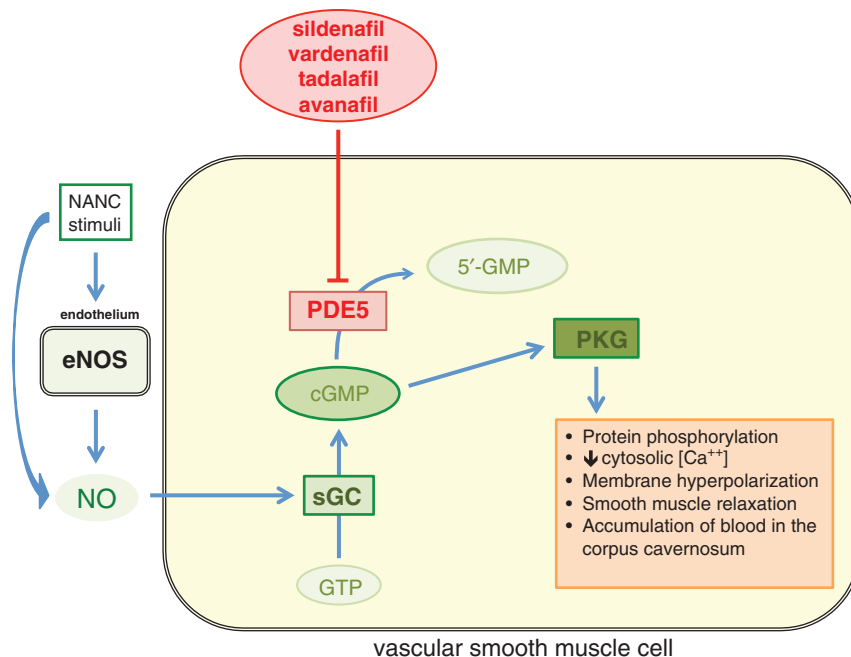 sildenafil
vardenafil
tadalafil
avanafil
NANC
stimuli
endothelium
eNOS
NO
5′-GMP
PDE5
PKG
cGMP
sGC
GTP
• Protein phosphorylation
• ↓ cytosolic [Ca⁺⁺]
• Membrane hyperpolarization
• Smooth muscle relaxation
• Accumulation of blood in the
corpus cavernosum
vascular smooth muscle cell